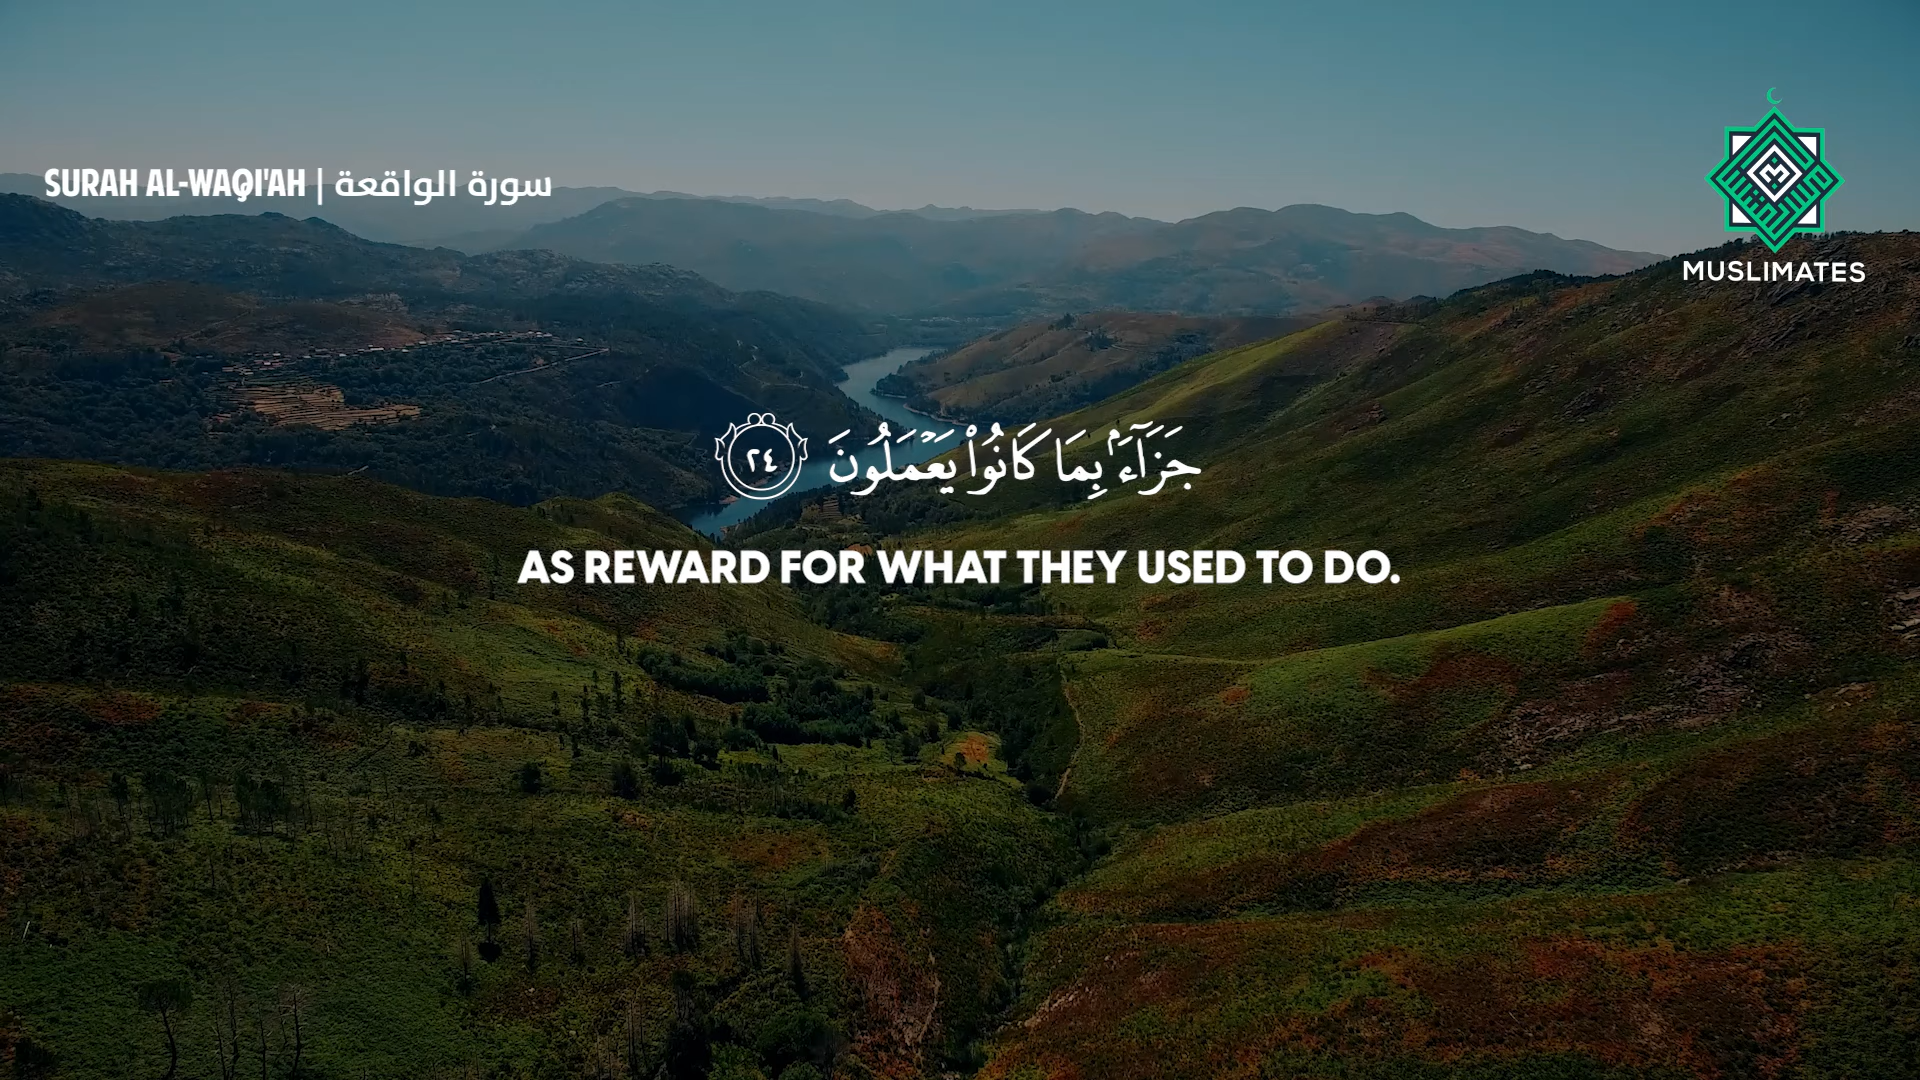 SURAH AL-WAQI'AH | سورة الواقعة
MUSLIMATES
جَزَآءَۢ بِمَا كَانُوا۟ يَعْمَلُونَ ٢٤
AS REWARD FOR WHAT THEY USED TO DO.